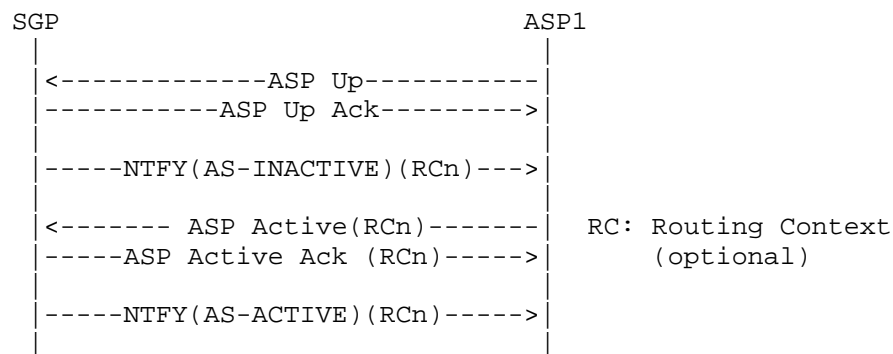 SGP                             ASP1
 |                               |
 |<-------------ASP Up-----------|
 |-----------ASP Up Ack--------->|
 |                               |
 |-----NTFY(AS-INACTIVE)(RCn)--->|
 |                               |
 |<------- ASP Active(RCn)-------|  RC: Routing Context
 |-----ASP Active Ack (RCn)----->|      (optional)
 |                               |
 |-----NTFY(AS-ACTIVE)(RCn)----->|
 |                               |